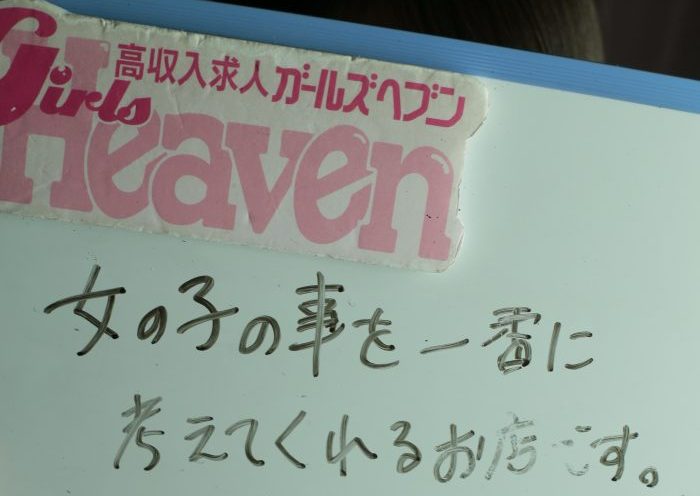 高収入求人ガールズヘブン
Girls
Heaven
女の子の事を一番に
考えてくれるお店です。